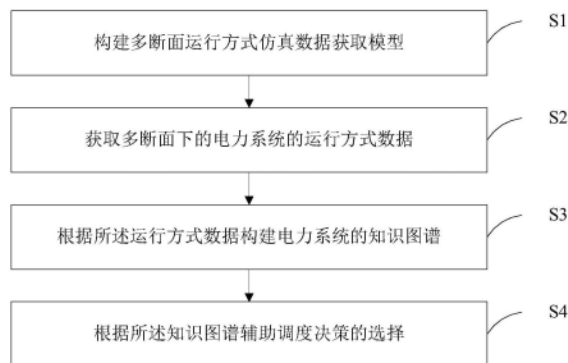 构建多断面运行方式仿真数据获取模型
S1
获取多断面下的电力系统的运行方式数据
S2
根据所述运行方式数据构建电力系统的知识图谱
S3
根据所述知识图谱辅助调度决策的选择
S4